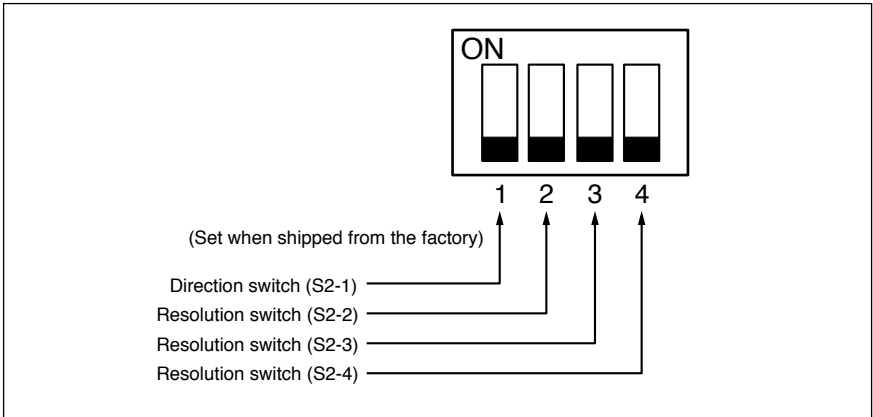 ON
1 2 3 4
(Set when shipped from the factory)
Direction switch (S2-1)
Resolution switch (S2-2)
Resolution switch (S2-3)
Resolution switch (S2-4)